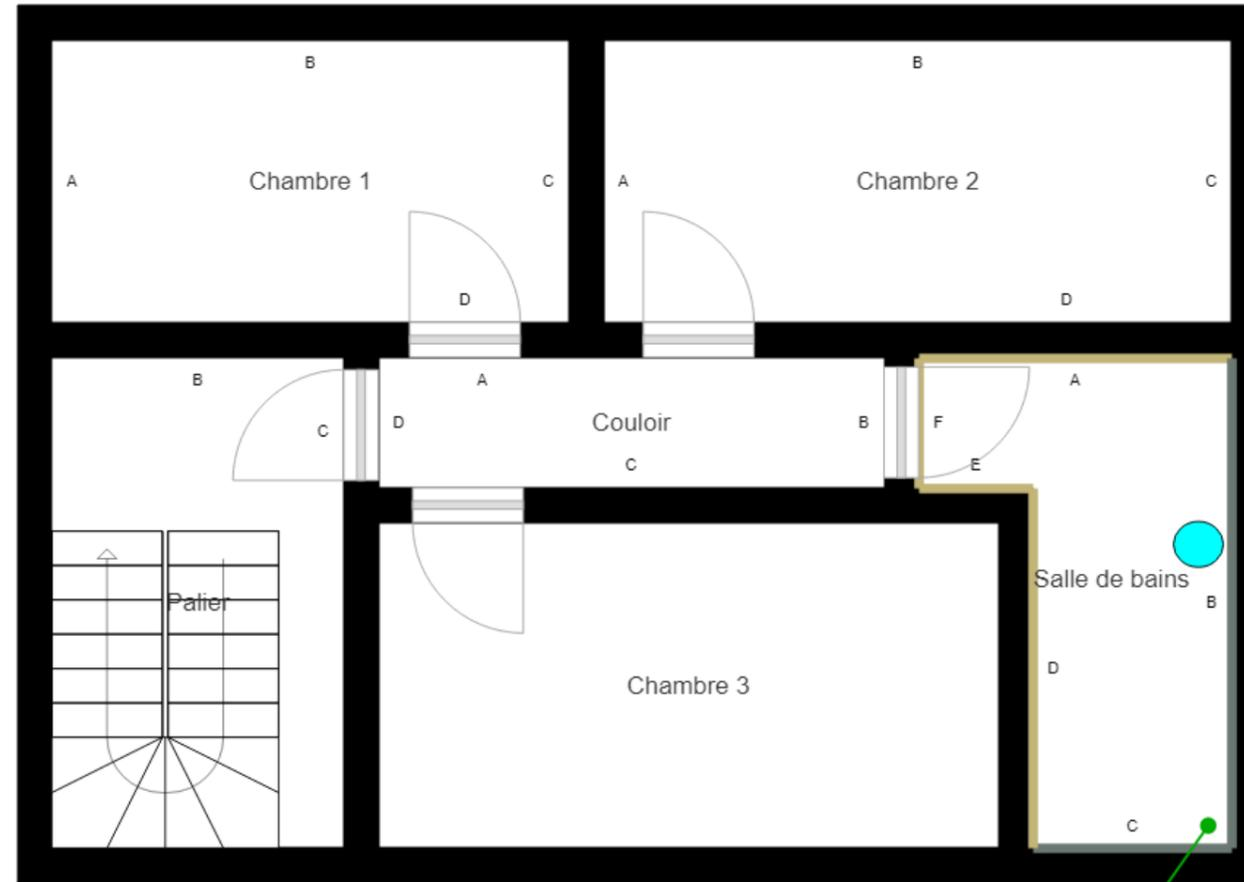 B
B
A
Chambre 1
C
A
Chambre 2
C
D
D
B
A
A
C
D
Couloir
B
F
C
E
Palier
Salle de bains
B
D
Chambre 3
C